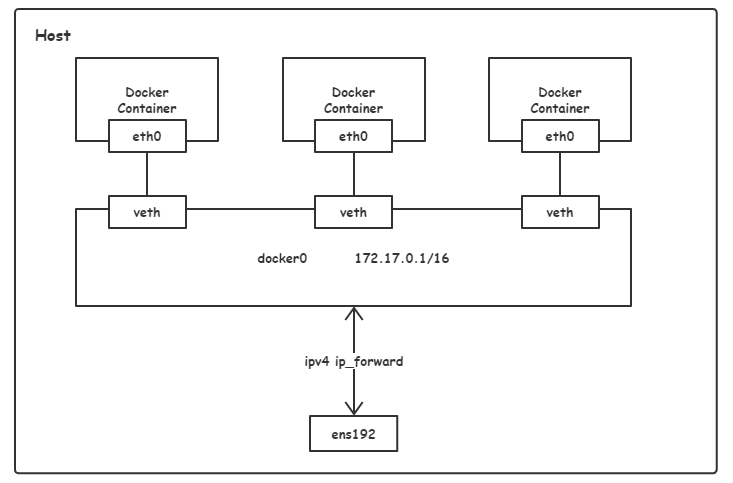 Host
Docker
Container
Docker
Container
Docker
Container
eth0
eth0
eth0
veth
veth
veth
docker0 172.17.0.1/16
ipv4 ip_forward
ens192